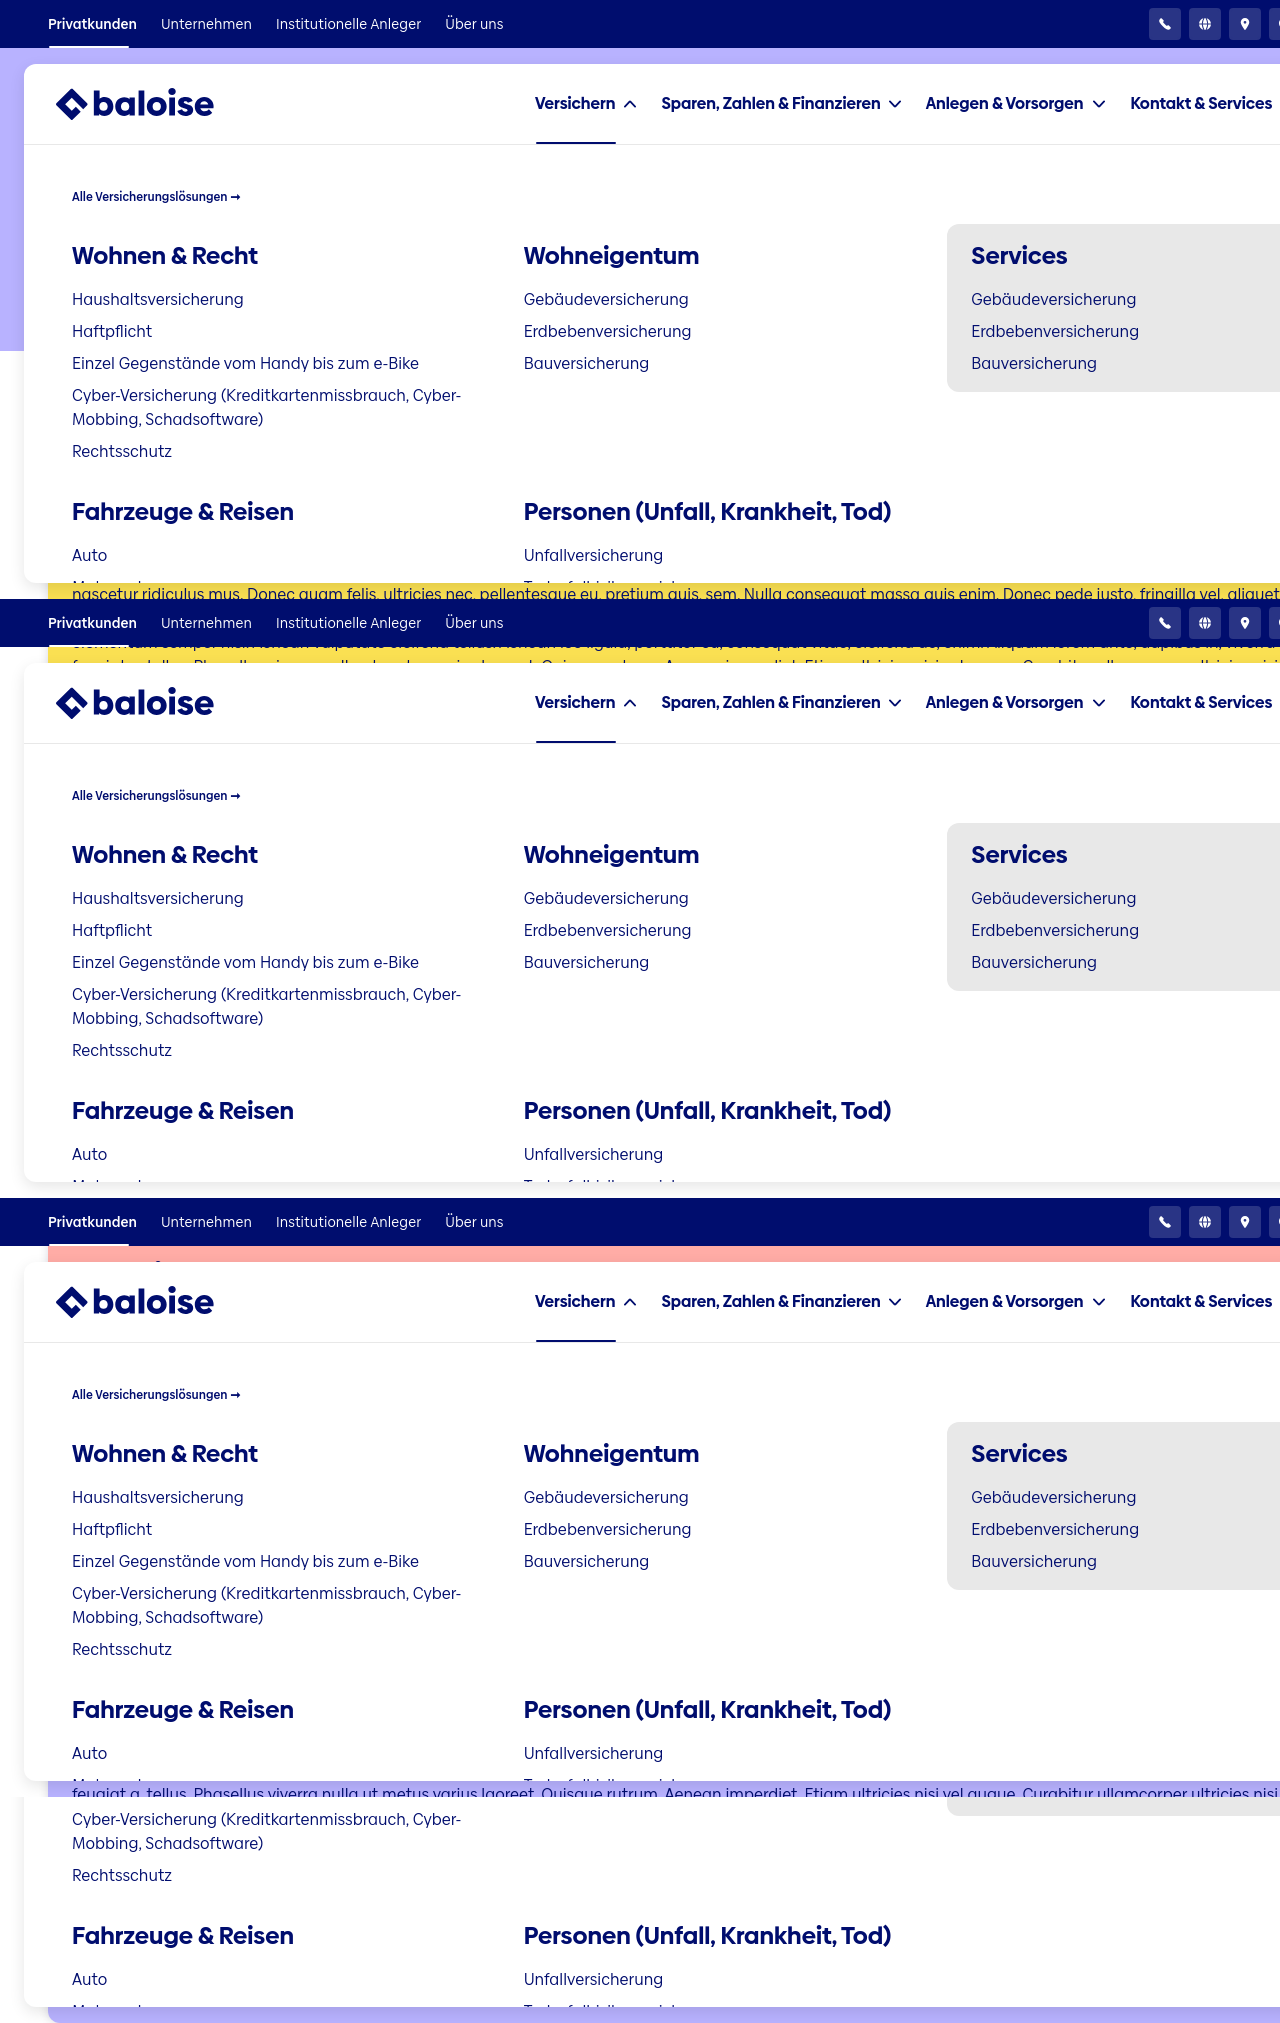 Privatkunden Unternehmen Institutionelle Anleger Über uns
baloise Versichern Sparen, Zahlen & Finanzieren Anlegen & Vorsorgen Kontakt & Services
Alle Versicherungslösungen →
Wohnen & Recht Wohneigentum Services
Haushaltsversicherung Gebäudeversicherung Gebäudeversicherung
Haftpflicht Erdbebenversicherung Erdbebenversicherung
Einzel Gegenstände vom Handy bis zum e-Bike Bauversicherung Bauversicherung
Cyber-Versicherung (Kreditkartenmissbrauch, Cyber-
Mobbing, Schadsoftware)
Rechtsschutz
Fahrzeuge & Reisen Personen (Unfall, Krankheit, Tod)
Auto Unfallversicherung
nascetur ridiculus mus. Donec quam felis, ultricies nec, pellentesque eu, pretium quis, sem. Nulla consequat massa quis enim. Donec pede justo, fringilla vel, aliquet
Privatkunden Unternehmen Institutionelle Anleger Über uns
baloise Versichern Sparen, Zahlen & Finanzieren Anlegen & Vorsorgen Kontakt & Services
Alle Versicherungslösungen →
Wohnen & Recht Wohneigentum Services
Haushaltsversicherung Gebäudeversicherung Gebäudeversicherung
Haftpflicht Erdbebenversicherung Erdbebenversicherung
Einzel Gegenstände vom Handy bis zum e-Bike Bauversicherung Bauversicherung
Cyber-Versicherung (Kreditkartenmissbrauch, Cyber-
Mobbing, Schadsoftware)
Rechtsschutz
Fahrzeuge & Reisen Personen (Unfall, Krankheit, Tod)
Auto Unfallversicherung
Privatkunden Unternehmen Institutionelle Anleger Über uns
baloise Versichern Sparen, Zahlen & Finanzieren Anlegen & Vorsorgen Kontakt & Services
Alle Versicherungslösungen →
Wohnen & Recht Wohneigentum Services
Haushaltsversicherung Gebäudeversicherung Gebäudeversicherung
Haftpflicht Erdbebenversicherung Erdbebenversicherung
Einzel Gegenstände vom Handy bis zum e-Bike Bauversicherung Bauversicherung
Cyber-Versicherung (Kreditkartenmissbrauch, Cyber-
Mobbing, Schadsoftware)
Rechtsschutz
Fahrzeuge & Reisen Personen (Unfall, Krankheit, Tod)
Auto Unfallversicherung
feugiat a, tellus. Phasellus viverra nulla ut metus varius laoreet. Quisque rutrum. Aenean imperdiet. Etiam ultricies nisi vel augue. Curabitur ullamcorper ultricies nisi
Cyber-Versicherung (Kreditkartenmissbrauch, Cyber-
Mobbing, Schadsoftware)
Rechtsschutz
Fahrzeuge & Reisen Personen (Unfall, Krankheit, Tod)
Auto Unfallversicherung